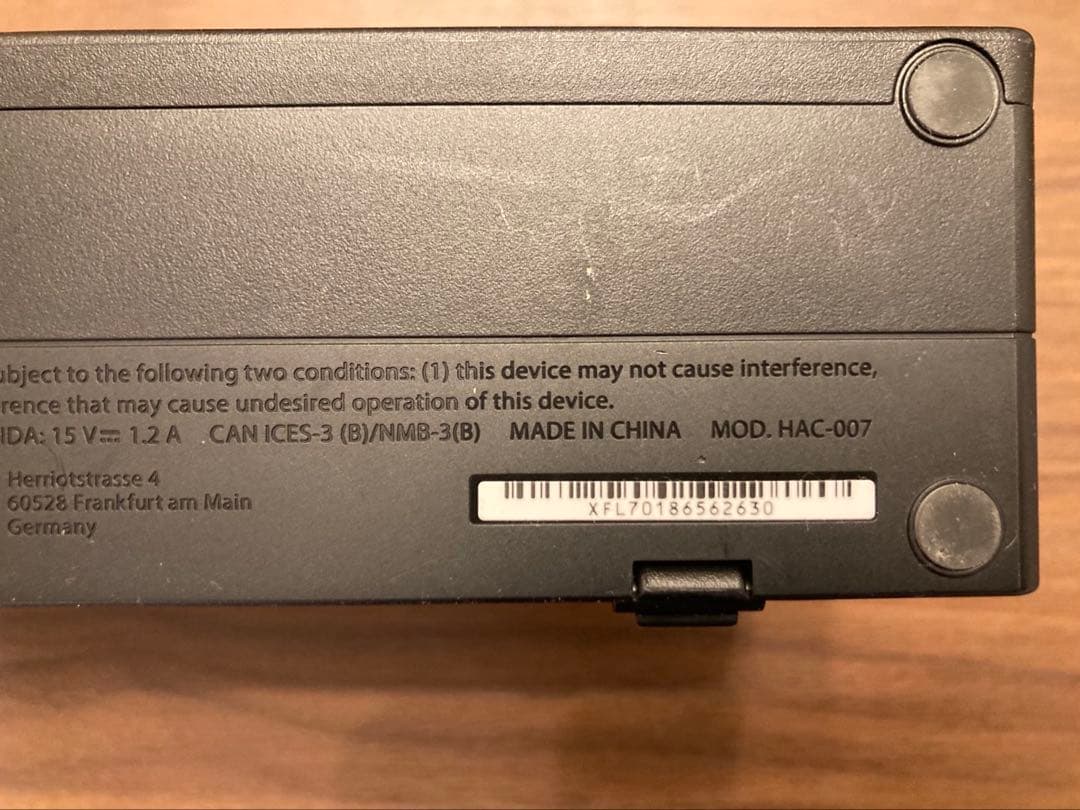 ubject to the following two conditions: (1) this device may not cause interference,
rence that may cause undesired operation of this device.
IDA: 15 V⎓ 1.2 A CAN ICES-3 (B)/NMB-3(B) MADE IN CHINA MOD. HAC-007
Herriotstrasse 4
60528 Frankfurt am Main
Germany
XFL70186562630